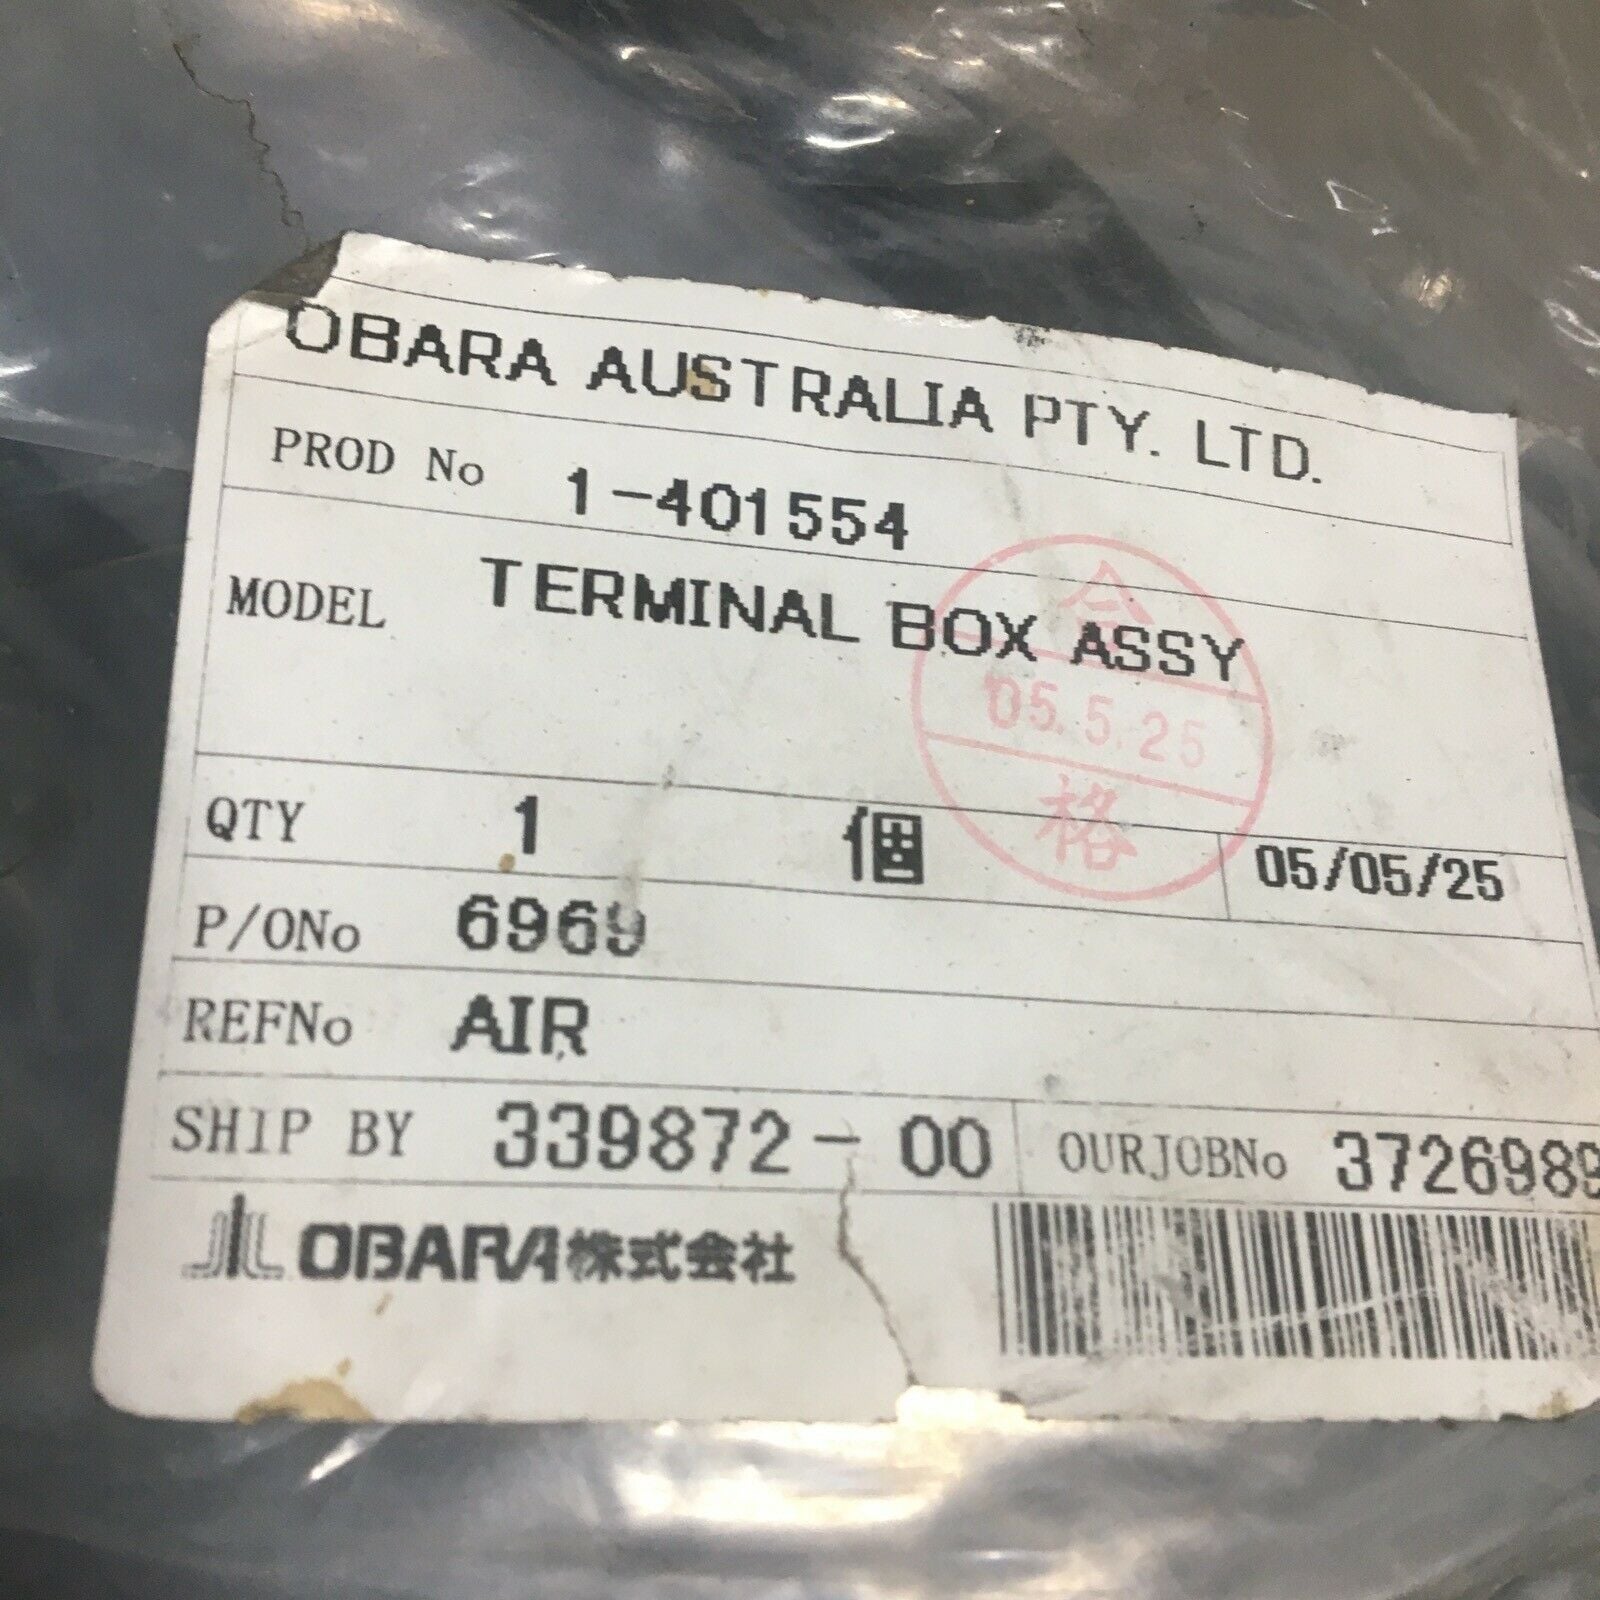 OBARA AUSTRALIA PTY. LTD.
PROD No 1-401554
MODEL TERMINAL BOX ASSY
合
05.5.25
格
QTY 1 個 05/05/25
P/ONo 6969
REFNo AIR
SHIP BY 339872-00 OURJOBNo 3726989
OBARA株式会社